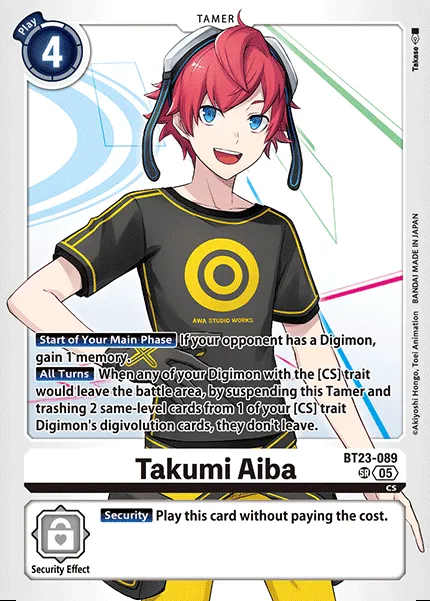 TAMER
Play
4
Takase
AWA STUDIO WORKS
Start of Your Main Phase If your opponent has a Digimon,
gain 1 memory.
All Turns When any of your Digimon with the [CS] trait
would leave the battle area, by suspending this Tamer and
trashing 2 same-level cards from 1 of your [CS] trait
Digimon's digivolution cards, they don't leave.
©Akiyoshi Hongo, Toei Animation BANDAI MADE IN JAPAN
Takumi Aiba
BT23-089
SR 05
CS
Security Play this card without paying the cost.
Security Effect